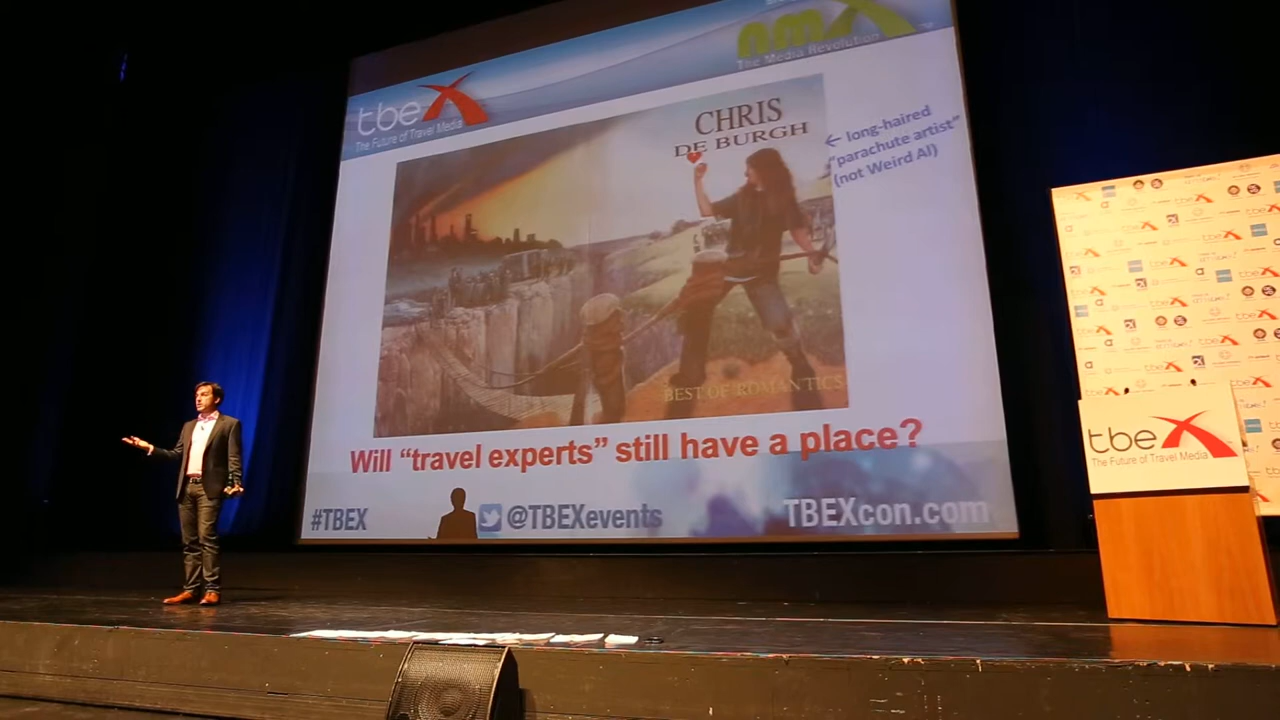 nmx
The Media Revolution
tbex
The Future of Travel Media
CHRIS
DE BURGH
← long-haired
"parachute artist"
(not Weird Al)
BEST OF ROMANTICS
Will "travel experts" still have a place?
#TBEX
@TBEXevents
TBEXcon.com
tbex
The Future of Travel Media